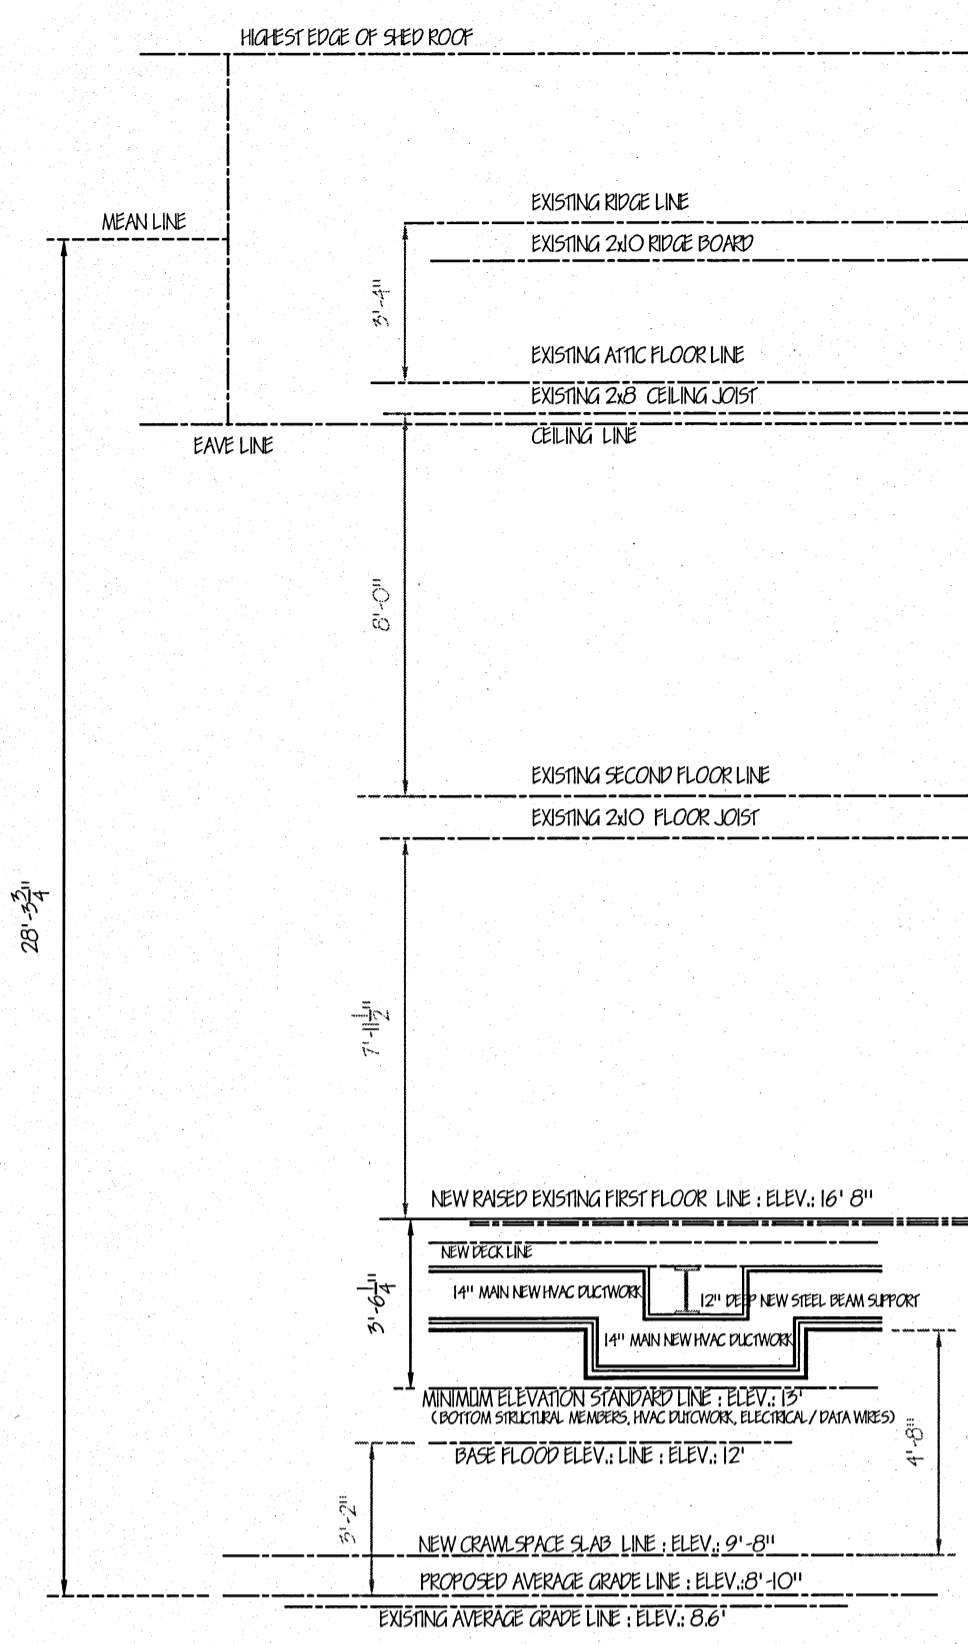 HIGHEST EDGE OF SHED ROOF
EXISTING RIDGE LINE
MEAN LINE
EXISTING 2x10 RIDGE BOARD
3'-4"
EXISTING ATTIC FLOOR LINE
EXISTING 2x8 CEILING JOIST
EAVE LINE
CEILING LINE
8'-0"
EXISTING SECOND FLOOR LINE
EXISTING 2x10 FLOOR JOIST
28'-3 3/4"
7'-11 1/2"
NEW RAISED EXISTING FIRST FLOOR LINE : ELEV.: 16' 8"
NEW DECK LINE
14" MAIN NEW HVAC DUCTWORK
12" DEEP NEW STEEL BEAM SUPPORT
3'-6 1/4"
14" MAIN NEW HVAC DUCTWORK
MINIMUM ELEVATION STANDARD LINE : ELEV.: 13'
(BOTTOM STRUCTURAL MEMBERS, HVAC DUTCWORK, ELECTRICAL / DATA WIRES)
4'-8"
BASE FLOOD ELEV.: LINE : ELEV.: 12'
3'-2"
NEW CRAWLSPACE SLAB LINE : ELEV.: 9'-8"
PROPOSED AVERAGE GRADE LINE : ELEV.:8'-10"
EXISTING AVERAGE GRADE LINE : ELEV.: 8.6'